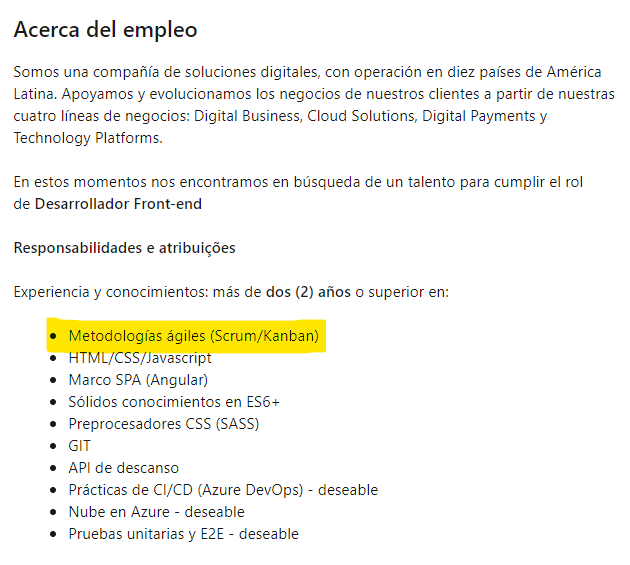 Acerca del empleo
Somos una compañía de soluciones digitales, con operación en diez países de América
Latina. Apoyamos y evolucionamos los negocios de nuestros clientes a partir de nuestras
cuatro líneas de negocios: Digital Business, Cloud Solutions, Digital Payments y
Technology Platforms.
En estos momentos nos encontramos en búsqueda de un talento para cumplir el rol
de Desarrollador Front-end
Responsabilidades e atribuições
Experiencia y conocimientos: más de dos (2) años o superior en:
• Metodologías ágiles (Scrum/Kanban)
• HTML/CSS/Javascript
• Marco SPA (Angular)
• Sólidos conocimientos en ES6+
• Preprocesadores CSS (SASS)
• GIT
• API de descanso
• Prácticas de CI/CD (Azure DevOps) - deseable
• Nube en Azure - deseable
• Pruebas unitarias y E2E - deseable